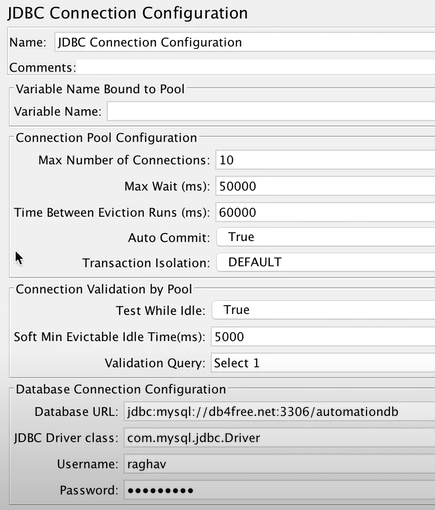 JDBC Connection Configuration
Name: JDBC Connection Configuration
Comments:
Variable Name Bound to Pool
Variable Name:
Connection Pool Configuration
Max Number of Connections: 10
Max Wait (ms): 50000
Time Between Eviction Runs (ms): 60000
Auto Commit: True
Transaction Isolation: DEFAULT
Connection Validation by Pool
Test While Idle: True
Soft Min Evictable Idle Time(ms): 5000
Validation Query: Select 1
Database Connection Configuration
Database URL: jdbc:mysql://db4free.net:3306/automationdb
JDBC Driver class: com.mysql.jdbc.Driver
Username: raghav
Password: •••••••••